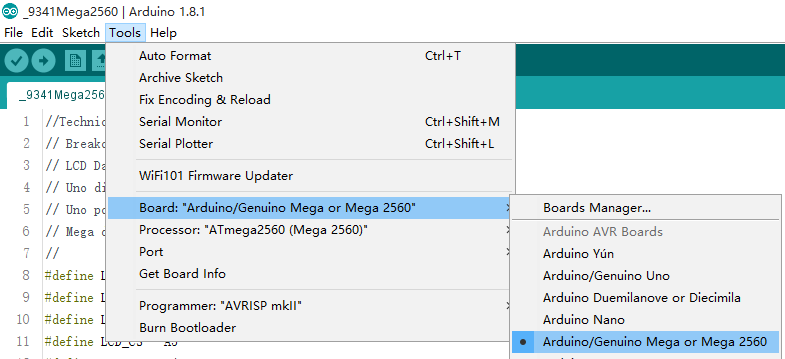 _9341Mega2560 | Arduino 1.8.1
File Edit Sketch Tools Help
Auto Format Ctrl+T
Archive Sketch
Fix Encoding & Reload
Serial Monitor Ctrl+Shift+M
Serial Plotter Ctrl+Shift+L
WiFi101 Firmware Updater
Board: "Arduino/Genuino Mega or Mega 2560"
Processor: "ATmega2560 (Mega 2560)"
Port
Get Board Info
Programmer: "AVRISP mkII"
Burn Bootloader
Boards Manager...
Arduino AVR Boards
Arduino Yún
Arduino/Genuino Uno
Arduino Duemilanove or Diecimila
Arduino Nano
Arduino/Genuino Mega or Mega 2560
_9341Mega256
1 //Technic
2 // Breako
3 // LCD Da
4 // Uno di
5 // Uno po
6 // Mega d
7 //
8 #define L
9 #define L
10 #define L
11 #define